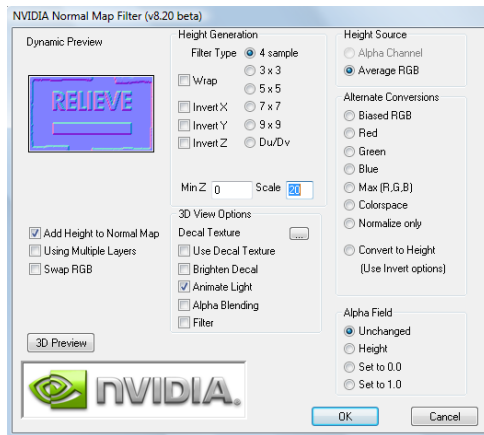 NVIDIA Normal Map Filter (v8.20 beta)
Dynamic Preview
RELIEVE
Add Height to Normal Map
Using Multiple Layers
Swap RGB
3D Preview
NVIDIA.
Height Generation
Filter Type
4 sample
3 x 3
5 x 5
7 x 7
9 x 9
Du/Dv
Wrap
Invert X
Invert Y
Invert Z
Min Z 0 Scale 20
3D View Options
Decal Texture ...
Use Decal Texture
Brighten Decal
Animate Light
Alpha Blending
Filter
Height Source
Alpha Channel
Average RGB
Alternate Conversions
Biased RGB
Red
Green
Blue
Max (R,G,B)
Colorspace
Normalize only
Convert to Height
(Use Invert options)
Alpha Field
Unchanged
Height
Set to 0.0
Set to 1.0
OK Cancel